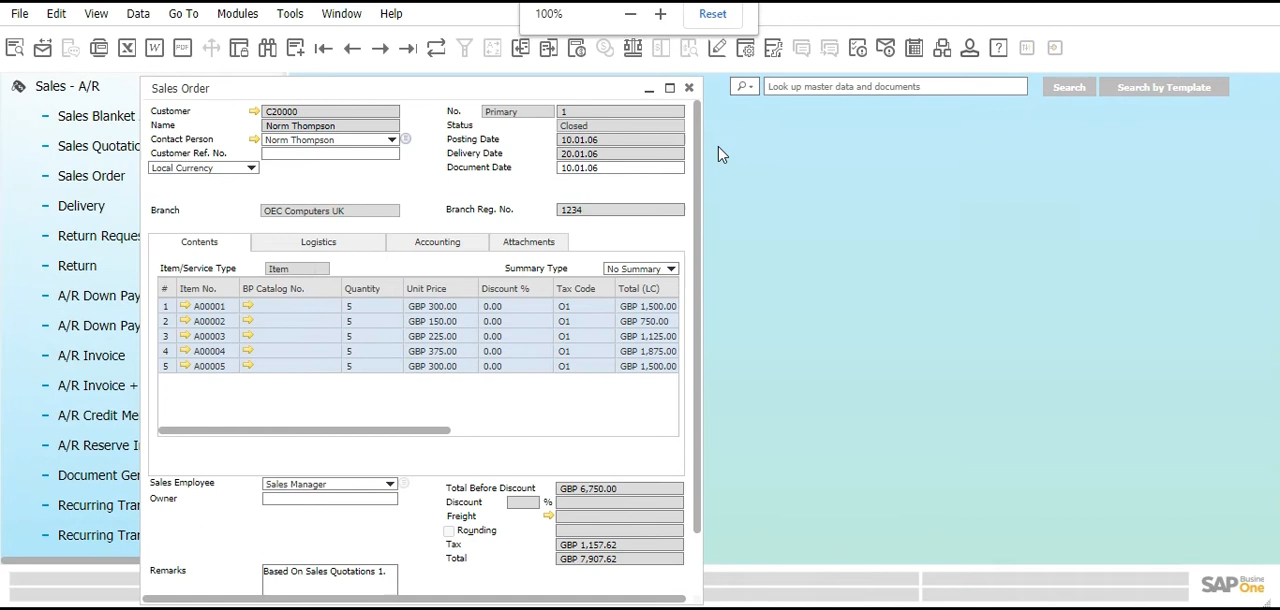 File Edit View Data Go To Modules Tools Window Help
100% Reset
Sales - A/R
Sales Blanket
Sales Quotatic
Sales Order
Delivery
Return Reque
Return
A/R Down Pay
A/R Down Pay
A/R Invoice
A/R Invoice +
A/R Credit Me
A/R Reserve I
Document Ger
Recurring Tra
Recurring Tra
Sales Order
Customer C20000 No. Primary 1
Name Norm Thompson Status Closed
Contact Person Norm Thompson Posting Date 10.01.06
Customer Ref. No. Delivery Date 20.01.06
Local Currency Document Date 10.01.06
Branch OEC Computers UK Branch Reg. No. 1234
Contents Logistics Accounting Attachments
Item/Service Type Item Summary Type No Summary
# Item No. BP Catalog No. Quantity Unit Price Discount % Tax Code Total (LC)
1 A00001 5 GBP 300.00 0.00 O1 GBP 1,500.00
2 A00002 5 GBP 150.00 0.00 O1 GBP 750.00
3 A00003 5 GBP 225.00 0.00 O1 GBP 1,125.00
4 A00004 5 GBP 375.00 0.00 O1 GBP 1,875.00
5 A00005 5 GBP 300.00 0.00 O1 GBP 1,500.00
Sales Employee Sales Manager Total Before Discount GBP 6,750.00
Owner Discount %
Freight
Rounding
Tax GBP 1,157.62
Total GBP 7,907.62
Remarks Based On Sales Quotations 1.
Look up master data and documents Search Search by Template
SAP Busine One